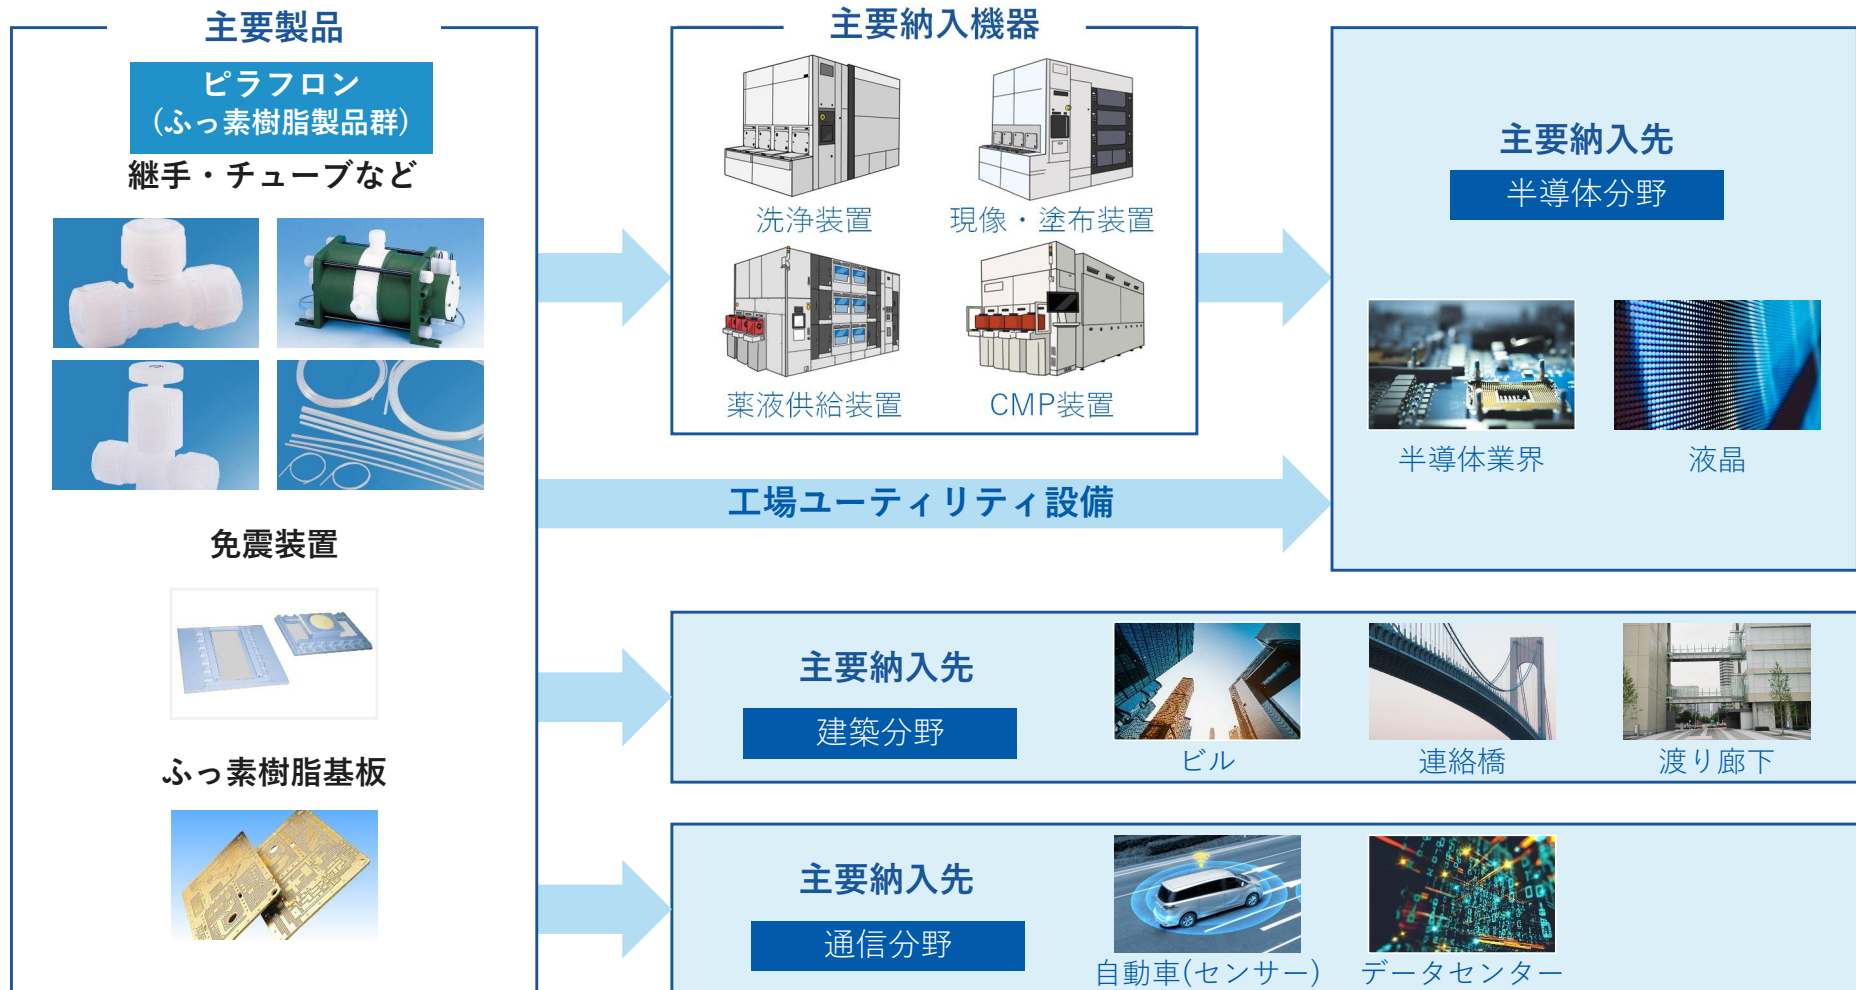 主要製品
ピラフロン
(ふっ素樹脂製品群)
継手・チューブなど
免震装置
ふっ素樹脂基板
主要納入機器
洗浄装置
現像・塗布装置
薬液供給装置
CMP装置
工場ユーティリティ設備
主要納入先
半導体分野
半導体業界
液晶
主要納入先
建築分野
ビル
連絡橋
渡り廊下
主要納入先
通信分野
自動車(センサー)
データセンター